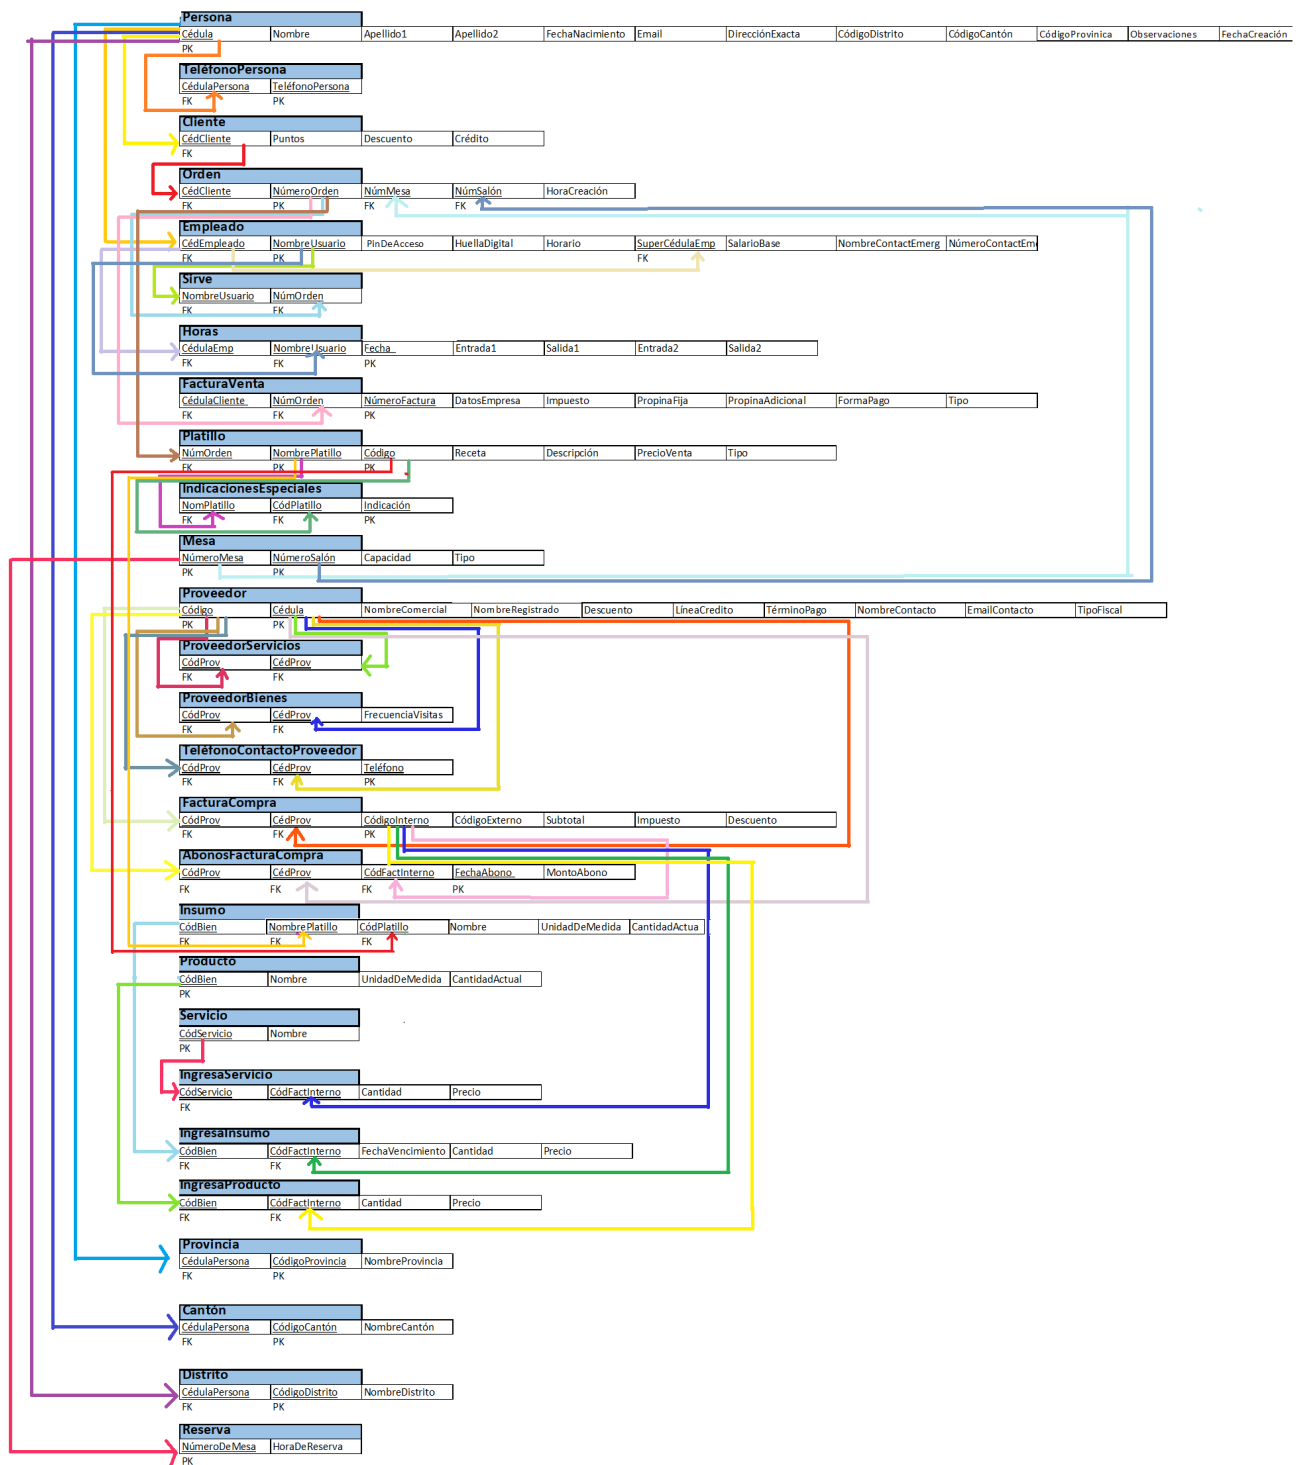 Persona
Cédula Nombre Apellido1 Apellido2 FechaNacimiento Email DirecciónExacta CódigoDistrito CódigoCantón CódigoProvinica Observaciones FechaCreación
PK
TeléfonoPersona
CédulaPersona TeléfonoPersona
FK PK
Cliente
CédCliente Puntos Descuento Crédito
FK
Orden
CédCliente NúmeroOrden NúmMesa NúmSalón HoraCreación
FK PK FK FK
Empleado
CédEmpleado NombreUsuario PinDeAcceso HuellaDigital Horario SuperCédulaEmp SalarioBase NombreContactEmerg NúmeroContactEm
FK PK FK
Sirve
NombreUsuario NúmOrden
FK FK
Horas
CédulaEmp NombreUsuario Fecha Entrada1 Salida1 Entrada2 Salida2
FK FK PK
FacturaVenta
CédulaCliente NúmOrden NúmeroFactura DatosEmpresa Impuesto PropinaFija PropinaAdicional FormaPago Tipo
FK FK PK
Platillo
NúmOrden NombrePlatillo Código Receta Descripción PrecioVenta Tipo
FK PK PK
IndicacionesEspeciales
NomPlatillo CódPlatillo Indicación
FK FK PK
Mesa
NúmeroMesa NúmeroSalón Capacidad Tipo
PK PK
Proveedor
Código Cédula NombreComercial NombreRegistrado Descuento LíneaCredito TérminoPago NombreContacto EmailContacto TipoFiscal
PK PK
ProveedorServicios
CódProv CédProv
FK FK
ProveedorBienes
CódProv CédProv FrecuenciaVisitas
FK FK
TeléfonoContactoProveedor
CódProv CédProv Teléfono
FK FK PK
FacturaCompra
CódProv CédProv CódigoInterno CódigoExterno Subtotal Impuesto Descuento
FK FK PK
AbonosFacturaCompra
CódProv CédProv CódFactInterno FechaAbono MontoAbono
FK FK FK PK
Insumo
CódBien NombrePlatillo CódPlatillo Nombre UnidadDeMedida CantidadActua
FK FK FK
Producto
CódBien Nombre UnidadDeMedida CantidadActual
PK
Servicio
CódServicio Nombre
PK
IngresaServicio
CódServicio CódFactInterno Cantidad Precio
FK
IngresaInsumo
CódBien CódFactInterno FechaVencimiento Cantidad Precio
FK FK
IngresaProducto
CódBien CódFactInterno Cantidad Precio
FK FK
Provincia
CédulaPersona CódigoProvincia NombreProvincia
FK PK
Cantón
CédulaPersona CódigoCantón NombreCantón
FK PK
Distrito
CédulaPersona CódigoDistrito NombreDistrito
FK PK
Reserva
NúmeroDeMesa HoraDeReserva
PK